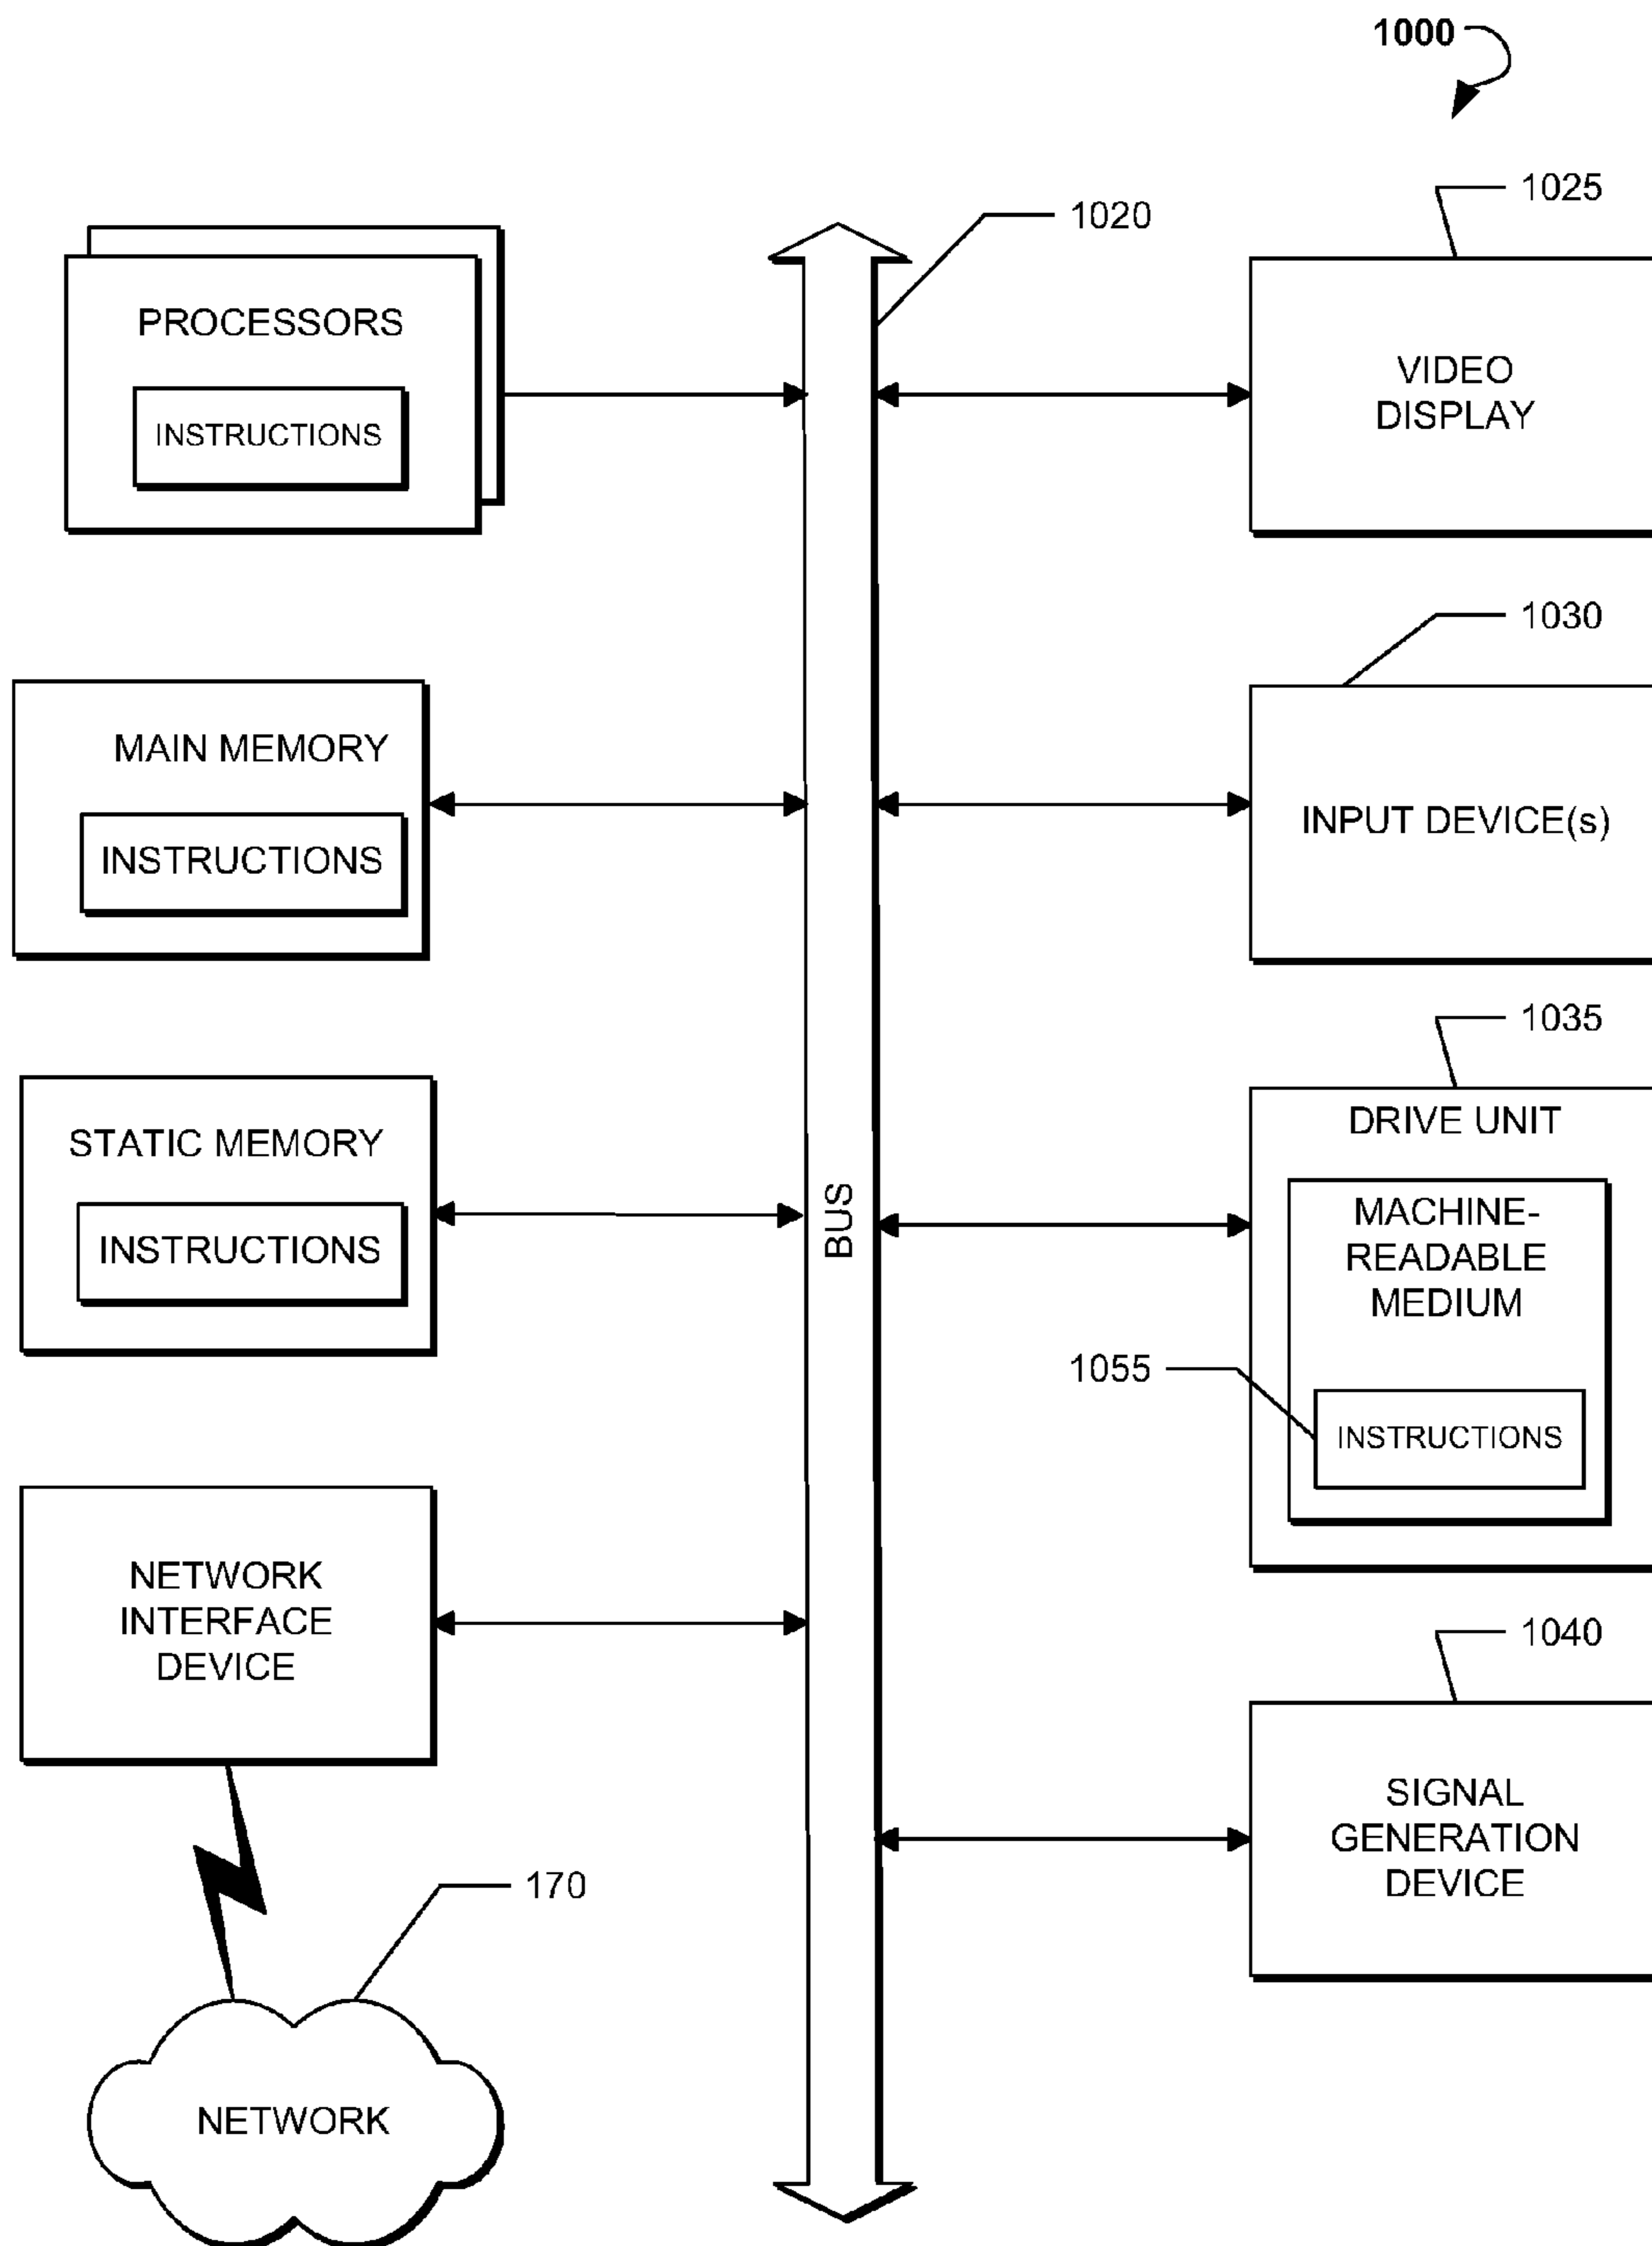 1000
1025
1020
PROCESSORS
INSTRUCTIONS
VIDEO
DISPLAY
1030
MAIN MEMORY
INSTRUCTIONS
INPUT DEVICE(s)
1035
STATIC MEMORY
INSTRUCTIONS
BUS
DRIVE UNIT
MACHINE-
READABLE
MEDIUM
1055
INSTRUCTIONS
NETWORK
INTERFACE
DEVICE
1040
SIGNAL
GENERATION
DEVICE
170
NETWORK